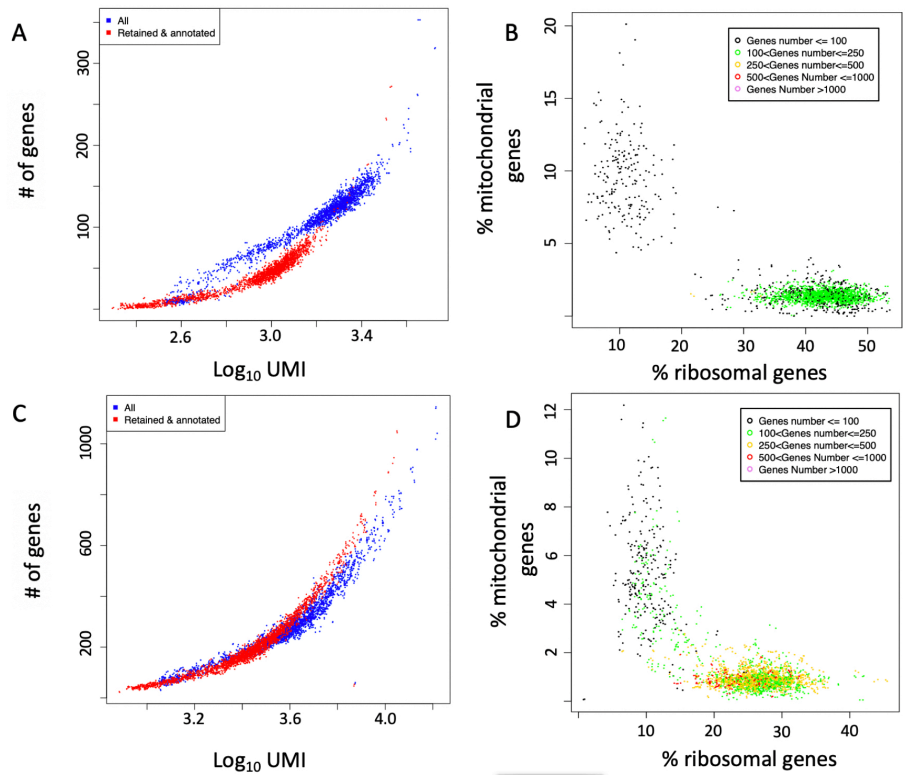 A
All
Retained & annotated
300
200
100
# of genes
2.6
3.0
3.4
Log10 UMI
B
Genes number <= 100
100<Genes number<=250
250<Genes number<=500
500<Genes Number <=1000
Genes Number >1000
20
15
10
5
% mitochondrial
genes
10
20
30
40
50
% ribosomal genes
C
All
Retained & annotated
1000
600
200
# of genes
3.2
3.6
4.0
Log10 UMI
D
Genes number <= 100
100<Genes number<=250
250<Genes number<=500
500<Genes Number <=1000
Genes Number >1000
12
10
8
6
4
2
% mitochondrial
genes
10
20
30
40
% ribosomal genes